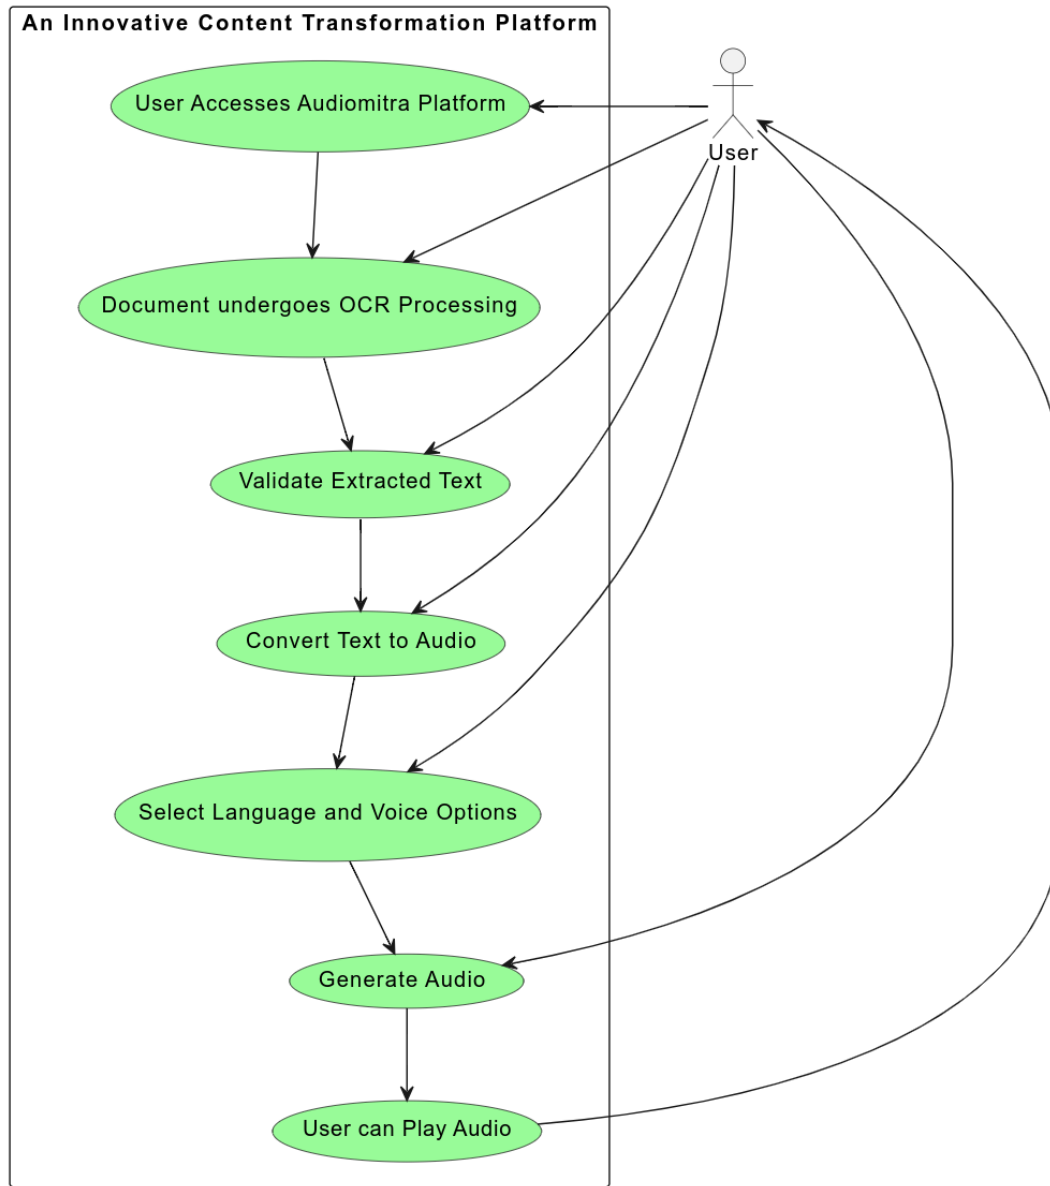 An Innovative Content Transformation Platform
User Accesses Audiomitra Platform
User
Document undergoes OCR Processing
Validate Extracted Text
Convert Text to Audio
Select Language and Voice Options
Generate Audio
User can Play Audio